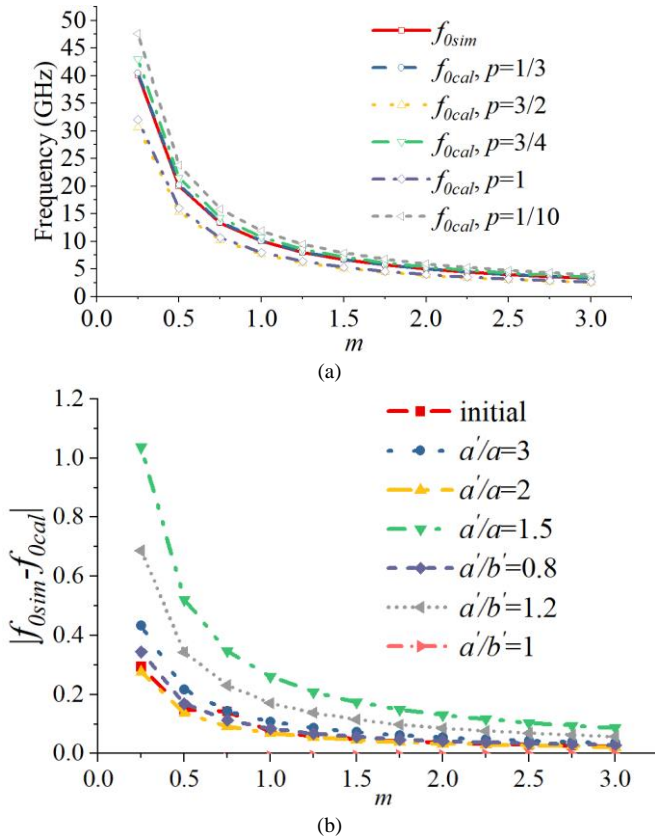 50
45
40
35
30
25
20
15
10
5
0
Frequency (GHz)
f0sim
f0cal, p=1/3
f0cal, p=3/2
f0cal, p=3/4
f0cal, p=1
f0cal, p=1/10
0.0 0.5 1.0 1.5 2.0 2.5 3.0
m
(a)
1.2
1.0
0.8
0.6
0.4
0.2
0.0
|f0sim-f0cal|
initial
a'/a=3
a'/a=2
a'/a=1.5
a'/b'=0.8
a'/b'=1.2
a'/b'=1
0.0 0.5 1.0 1.5 2.0 2.5 3.0
m
(b)